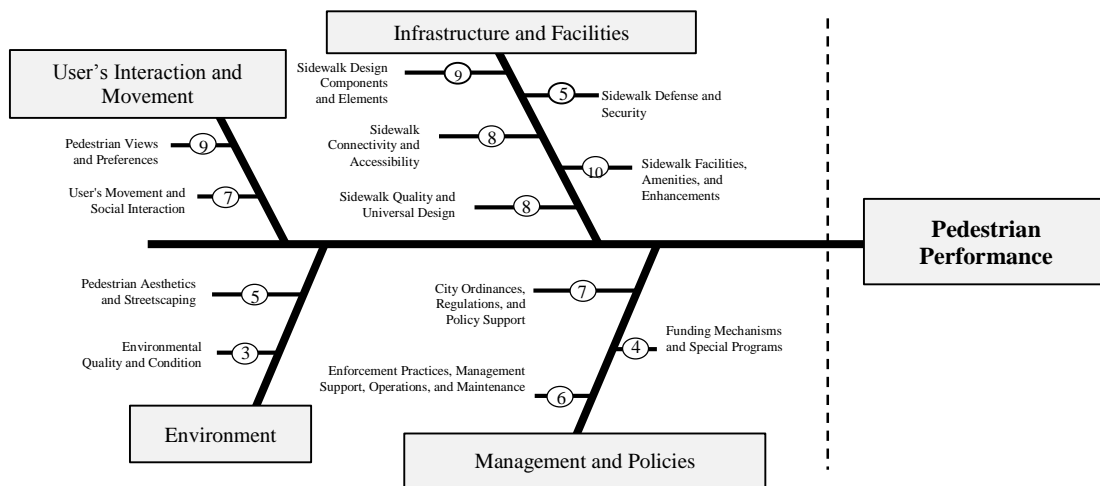 Infrastructure and Facilities
User's Interaction and
Movement
Sidewalk Design
Components
and Elements
9
5
Sidewalk Defense and
Security
Pedestrian Views
and Preferences
9
Sidewalk
Connectivity and
Accessibility
8
10
Sidewalk Facilities,
Amenities, and
Enhancements
User's Movement and
Social Interaction
7
Sidewalk Quality and
Universal Design
8
Pedestrian
Performance
Pedestrian Aesthetics
and Streetscaping
5
City Ordinances,
Regulations, and
Policy Support
7
Environmental
Quality and Condition
3
4
Funding Mechanisms
and Special Programs
Enforcement Practices, Management
Support, Operations, and Maintenance
6
Environment
Management and Policies